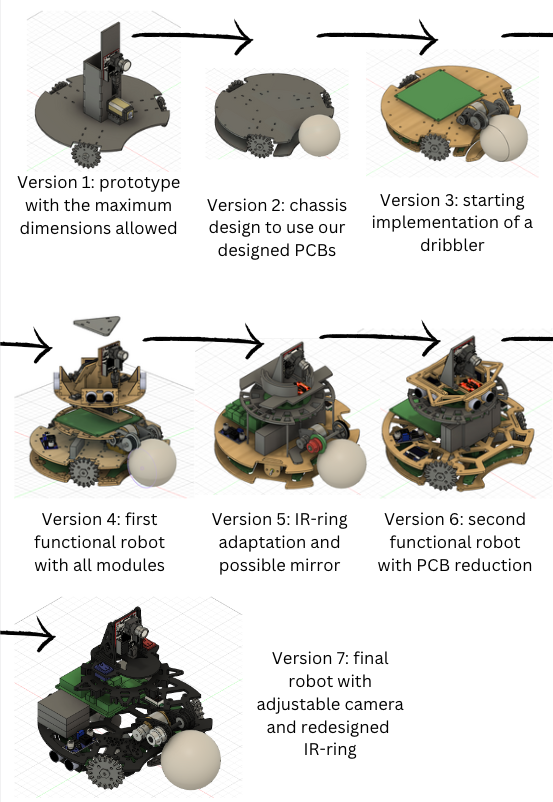 Version 1: prototype
with the maximum
dimensions allowed
Version 2: chassis
design to use our
designed PCBs
Version 3: starting
implementation of a
dribbler
Version 4: first
functional robot
with all modules
Version 5: IR-ring
adaptation and
possible mirror
Version 6: second
functional robot
with PCB reduction
Version 7: final
robot with
adjustable camera
and redesigned
IR-ring